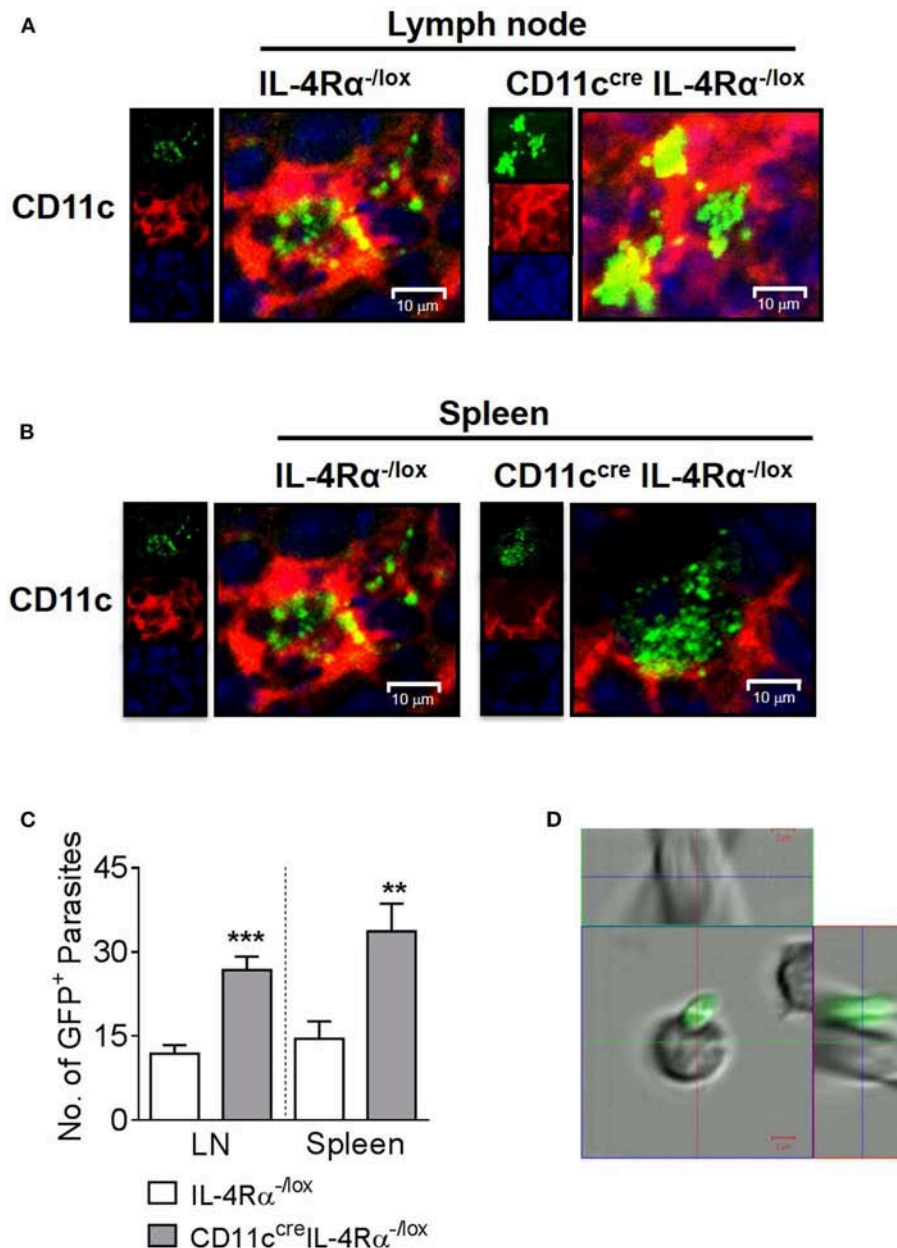 A
Lymph node
IL-4Rα-/lox
CD11ccre IL-4Rα-/lox
CD11c
10 µm
10 µm
B
Spleen
IL-4Rα-/lox
CD11ccre IL-4Rα-/lox
CD11c
10 µm
10 µm
C
No. of GFP+ Parasites
45
30
15
0
***
**
LN
Spleen
IL-4Rα-/lox
CD11ccreIL-4Rα-/lox
D